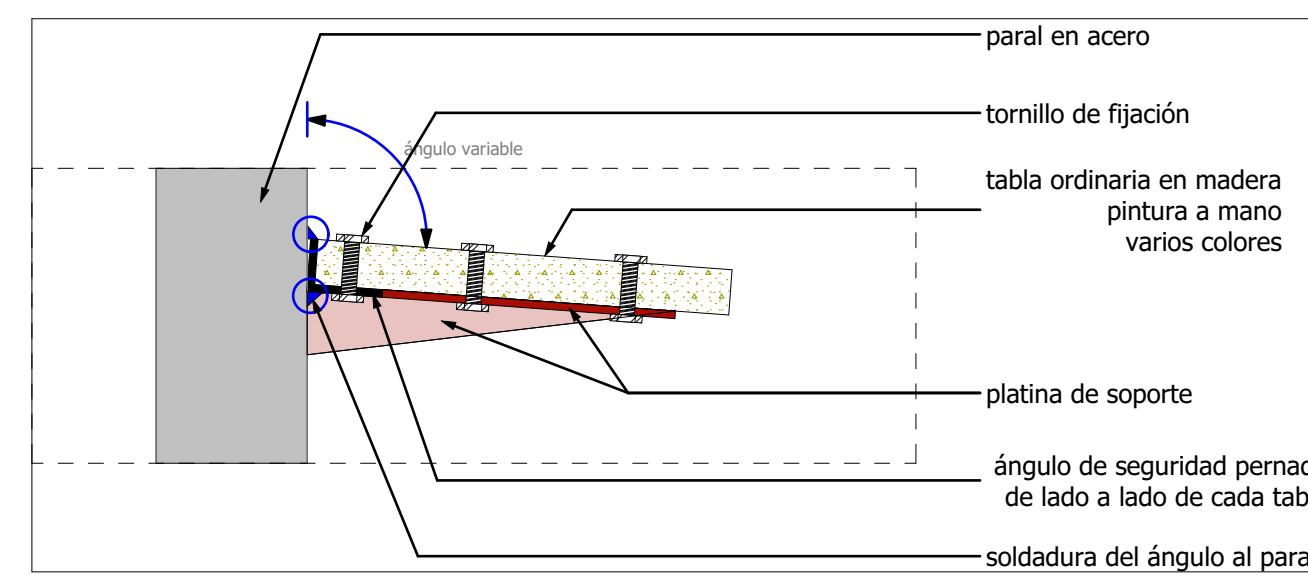 paral en acero
tornillo de fijación
ángulo variable
tabla ordinaria en madera
pintura a mano
varios colores
platina de soporte
ángulo de seguridad pernad
de lado a lado de cada tab
soldadura del ángulo al para